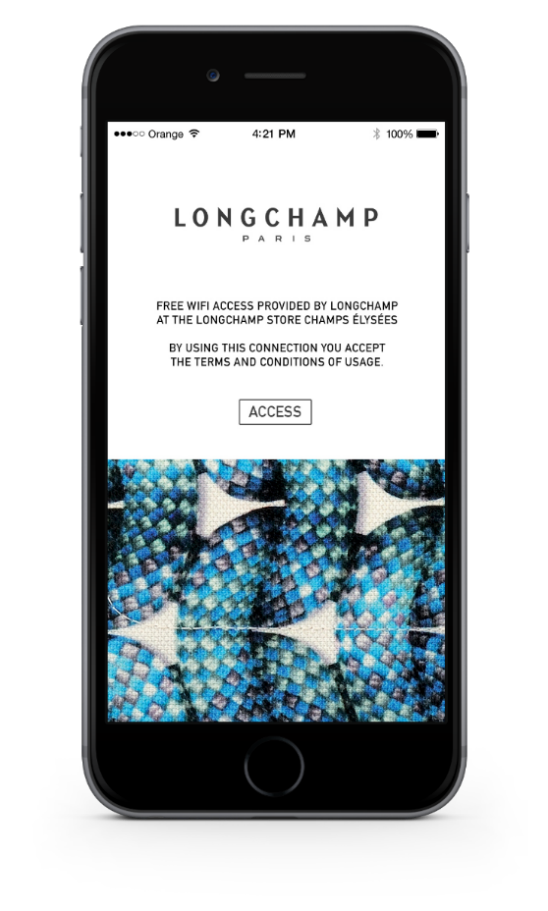 Orange 4:21 PM 100%
LONGCHAMP
PARIS
FREE WIFI ACCESS PROVIDED BY LONGCHAMP
AT THE LONGCHAMP STORE CHAMPS ÉLYSÉES
BY USING THIS CONNECTION YOU ACCEPT
THE TERMS AND CONDITIONS OF USAGE.
ACCESS